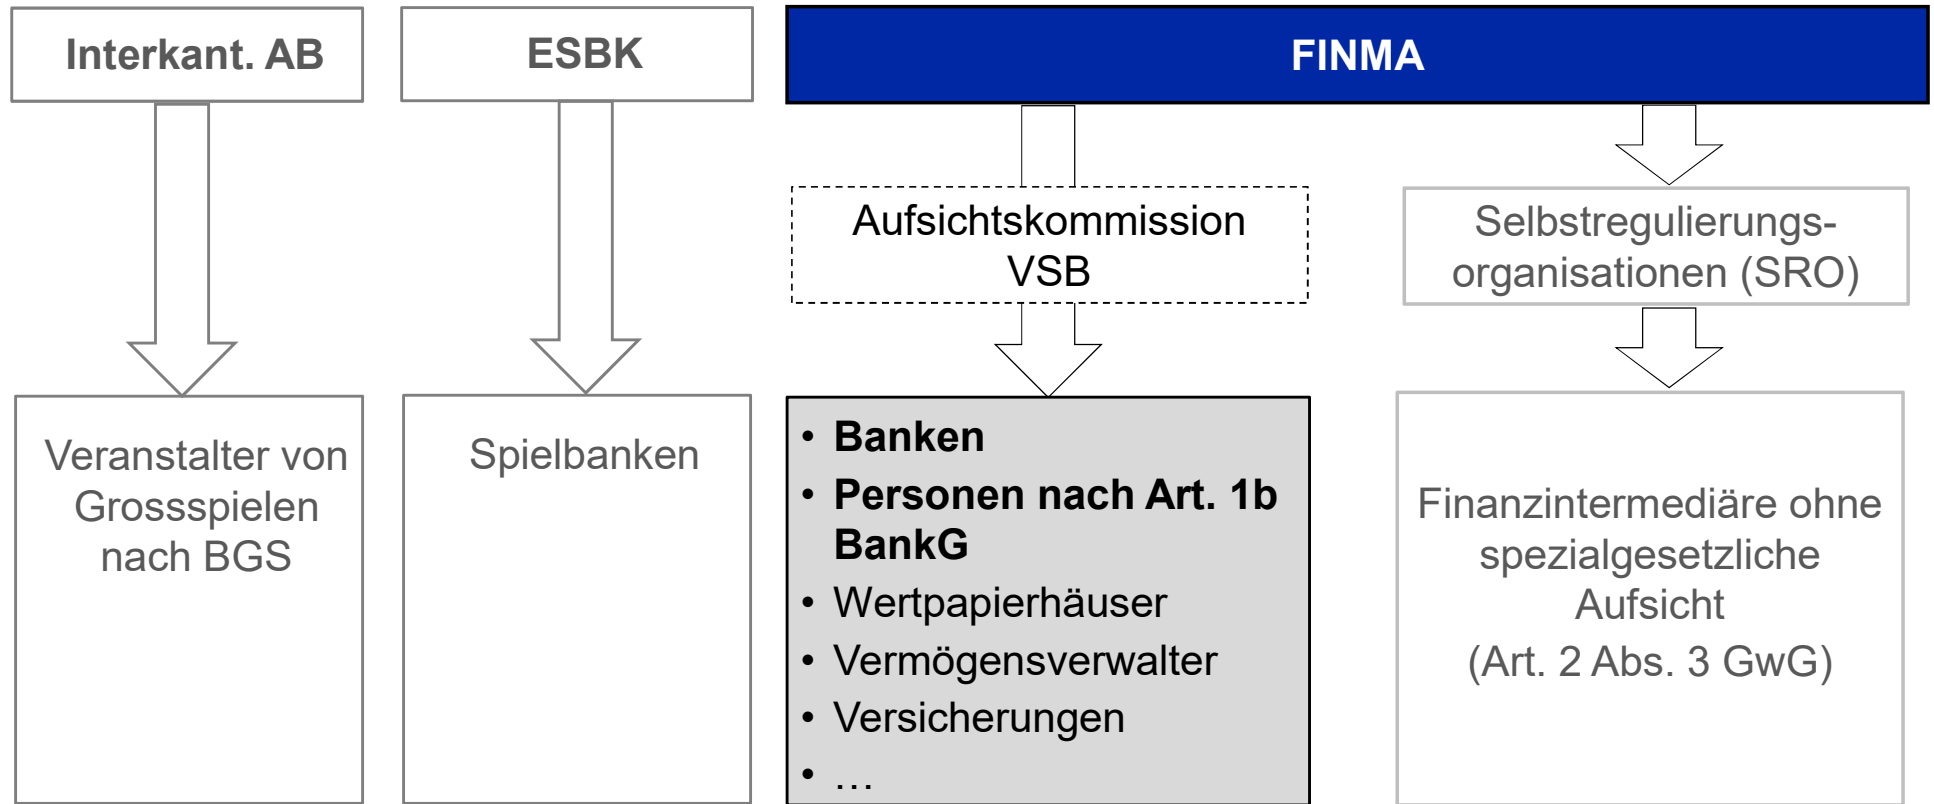 Interkant. AB
ESBK
FINMA
Aufsichtskommission
VSB
Selbstregulierungs-
organisationen (SRO)
Veranstalter von
Grossspielen
nach BGS
Spielbanken
• Banken
• Personen nach Art. 1b
BankG
• Wertpapierhäuser
• Vermögensverwalter
• Versicherungen
• …
Finanzintermediäre ohne
spezialgesetzliche
Aufsicht
(Art. 2 Abs. 3 GwG)